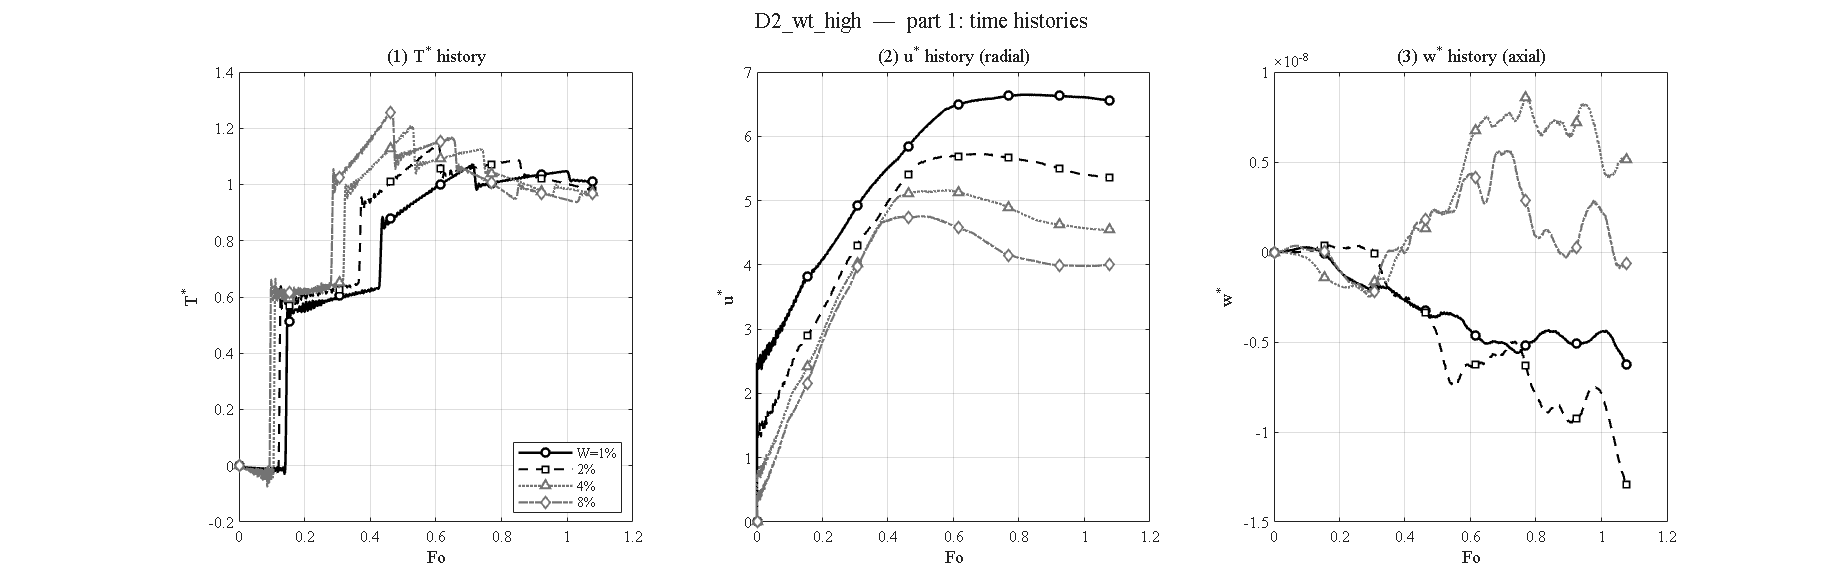 D2_wt_high — part 1: time histories
(1) T* history
1.4
1.2
1
0.8
0.6
0.4
0.2
0
-0.2
T*
0 0.2 0.4 0.6 0.8 1 1.2
Fo
W=1%
2%
4%
8%
(2) u* history (radial)
7
6
5
4
3
2
1
0
u*
0 0.2 0.4 0.6 0.8 1 1.2
Fo
(3) w* history (axial)
×10-8
1
0.5
0
-0.5
-1
-1.5
w*
0 0.2 0.4 0.6 0.8 1 1.2
Fo